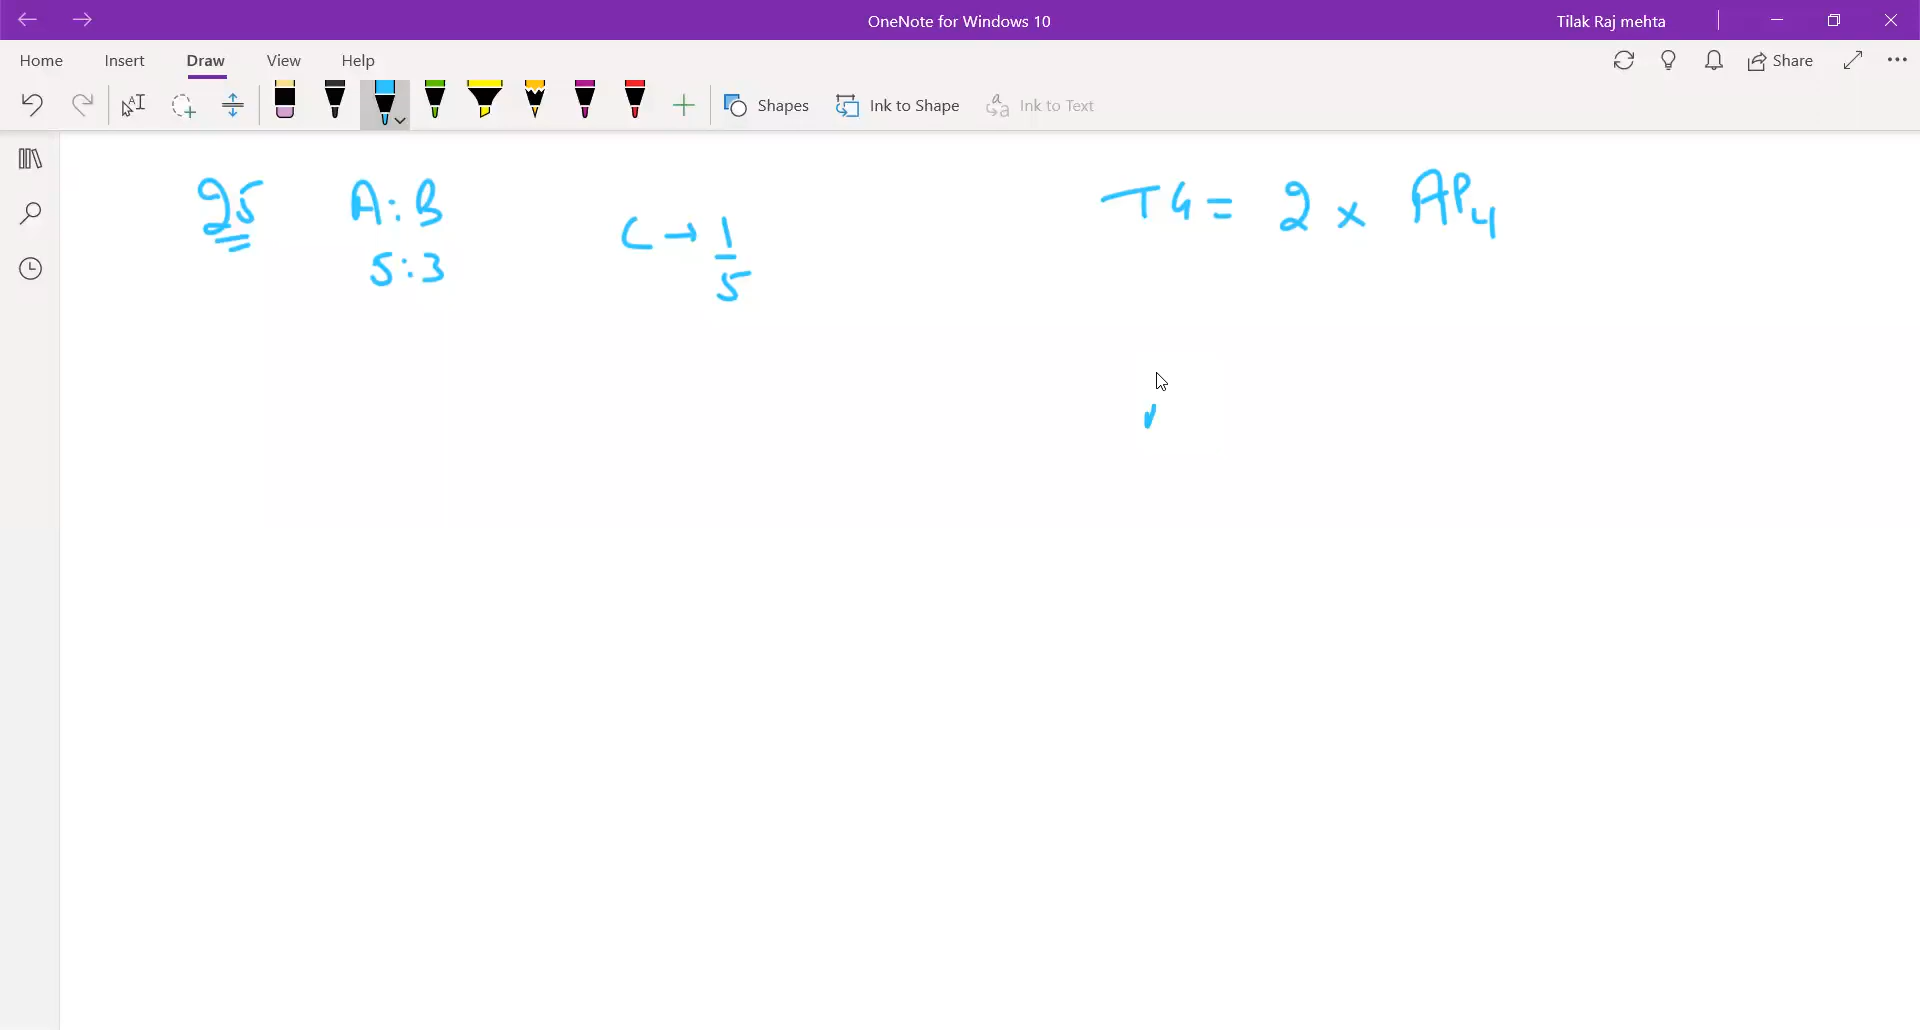 OneNote for Windows 10
Tilak Raj mehta
Home Insert Draw View Help
Share
Shapes Ink to Shape Ink to Text
25 A:B
5:3
C → 1/5
TG = 2 × AP4